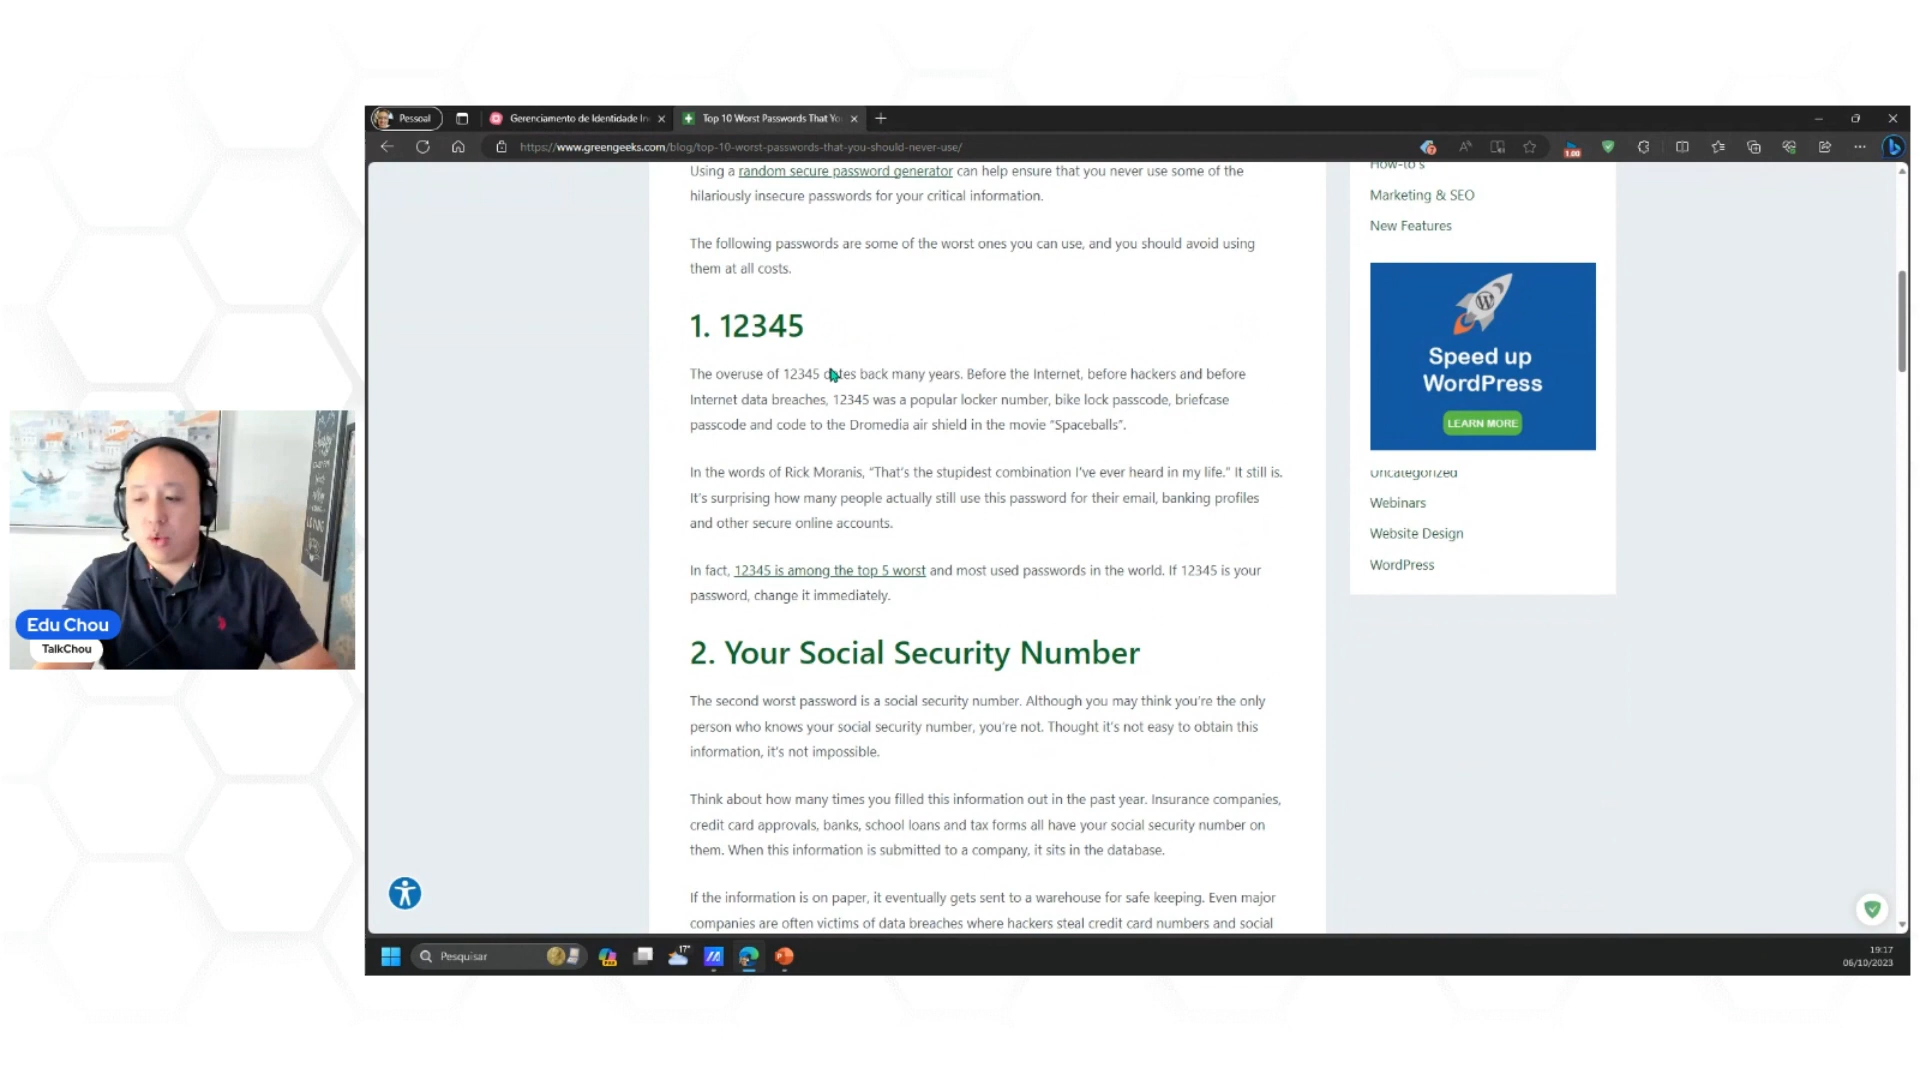 Pessoal
Gerenciamento de Identidade In
Top 10 Worst Passwords That Yo
https://www.greengeeks.com/blog/top-10-worst-passwords-that-you-should-never-use/
1.00
Using a random secure password generator can help ensure that you never use some of the
hilariously insecure passwords for your critical information.
The following passwords are some of the worst ones you can use, and you should avoid using
them at all costs.
1. 12345
The overuse of 12345 dates back many years. Before the Internet, before hackers and before
Internet data breaches, 12345 was a popular locker number, bike lock passcode, briefcase
passcode and code to the Dromedia air shield in the movie “Spaceballs”.
In the words of Rick Moranis, “That’s the stupidest combination I’ve ever heard in my life.” It still is.
It’s surprising how many people actually still use this password for their email, banking profiles
and other secure online accounts.
In fact, 12345 is among the top 5 worst and most used passwords in the world. If 12345 is your
password, change it immediately.
2. Your Social Security Number
The second worst password is a social security number. Although you may think you’re the only
person who knows your social security number, you’re not. Thought it’s not easy to obtain this
information, it’s not impossible.
Think about how many times you filled this information out in the past year. Insurance companies,
credit card approvals, banks, school loans and tax forms all have your social security number on
them. When this information is submitted to a company, it sits in the database.
If the information is on paper, it eventually gets sent to a warehouse for safe keeping. Even major
companies are often victims of data breaches where hackers steal credit card numbers and social
How-to's
Marketing & SEO
New Features
Speed up
WordPress
LEARN MORE
Uncategorized
Webinars
Website Design
WordPress
Edu Chou
TalkChou
Pesquisar
17°
19:17
06/10/2023